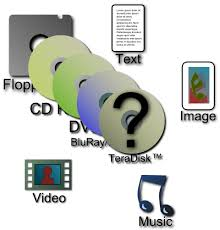 Text
Flopp
CD
DV
BluRay/
?
TeraDisk™
Image
Video
Music